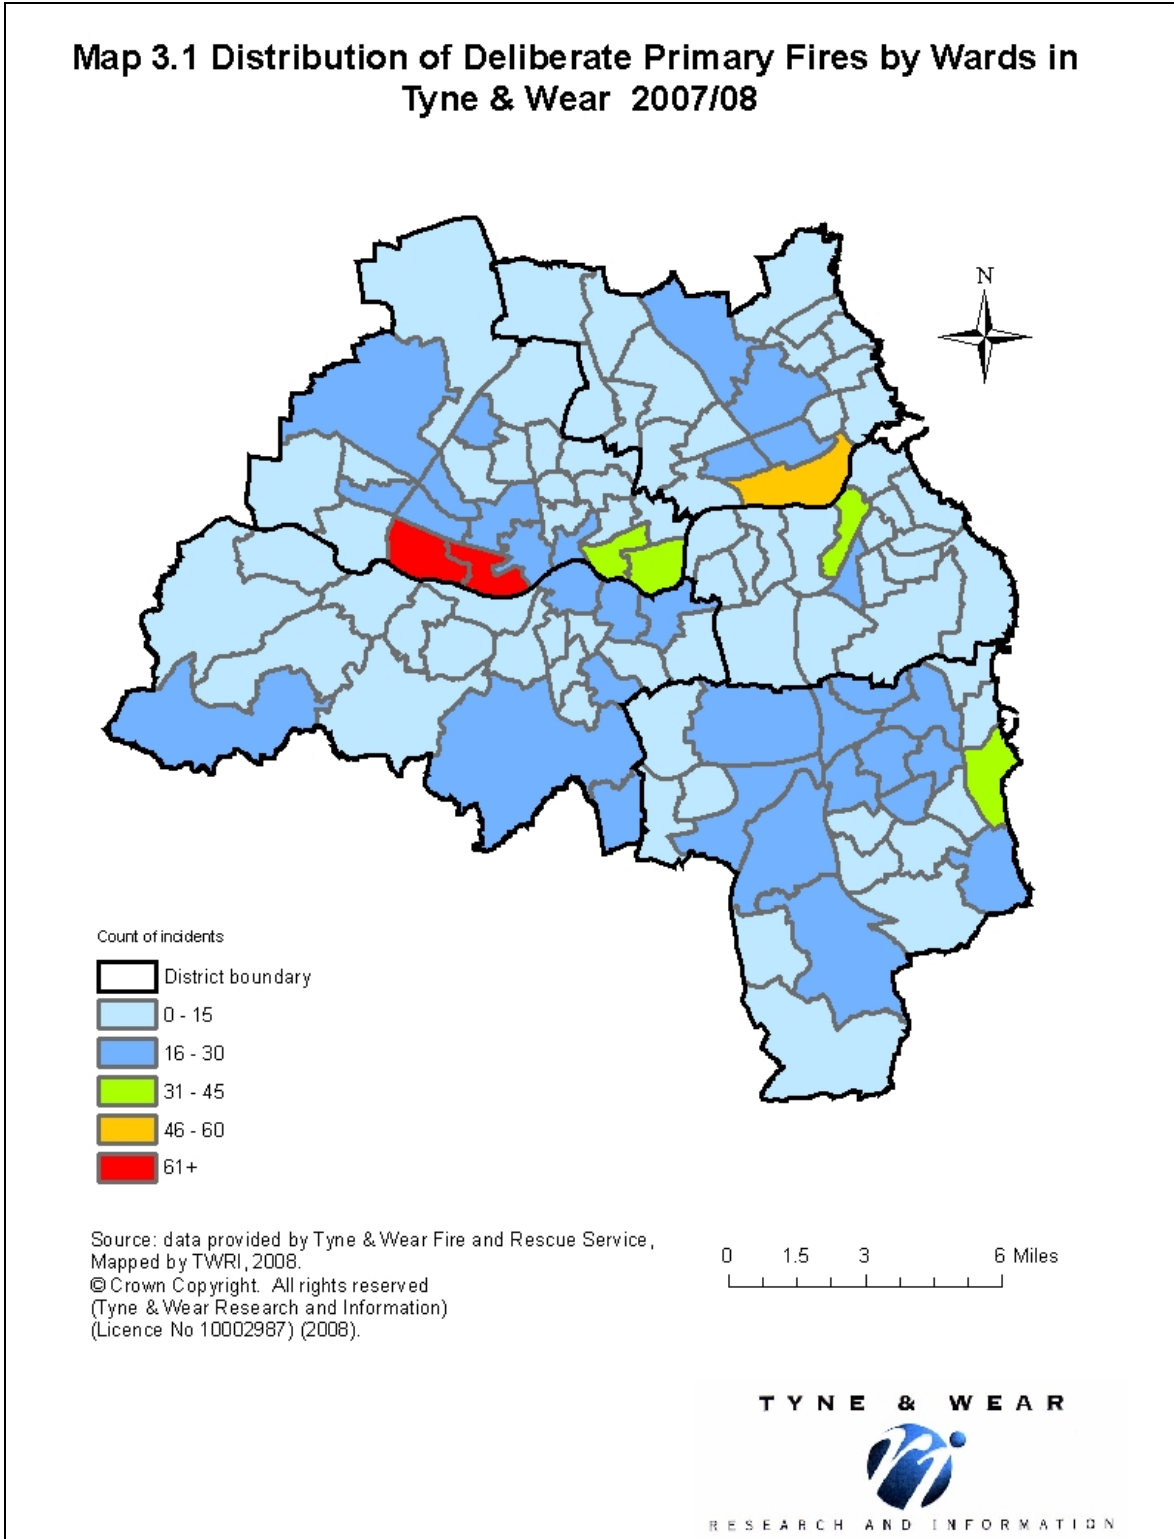 Map 3.1 Distribution of Deliberate Primary Fires by Wards in
Tyne & Wear 2007/08
N
Count of incidents
District boundary
0 - 15
16 - 30
31 - 45
46 - 60
61+
Source: data provided by Tyne & Wear Fire and Rescue Service,
Mapped by TWRI, 2008.
© Crown Copyright. All rights reserved
(Tyne & Wear Research and Information)
(Licence No 10002987) (2008).
0 1.5 3 6 Miles
TYNE & WEAR
ri
RESEARCH AND INFORMATION